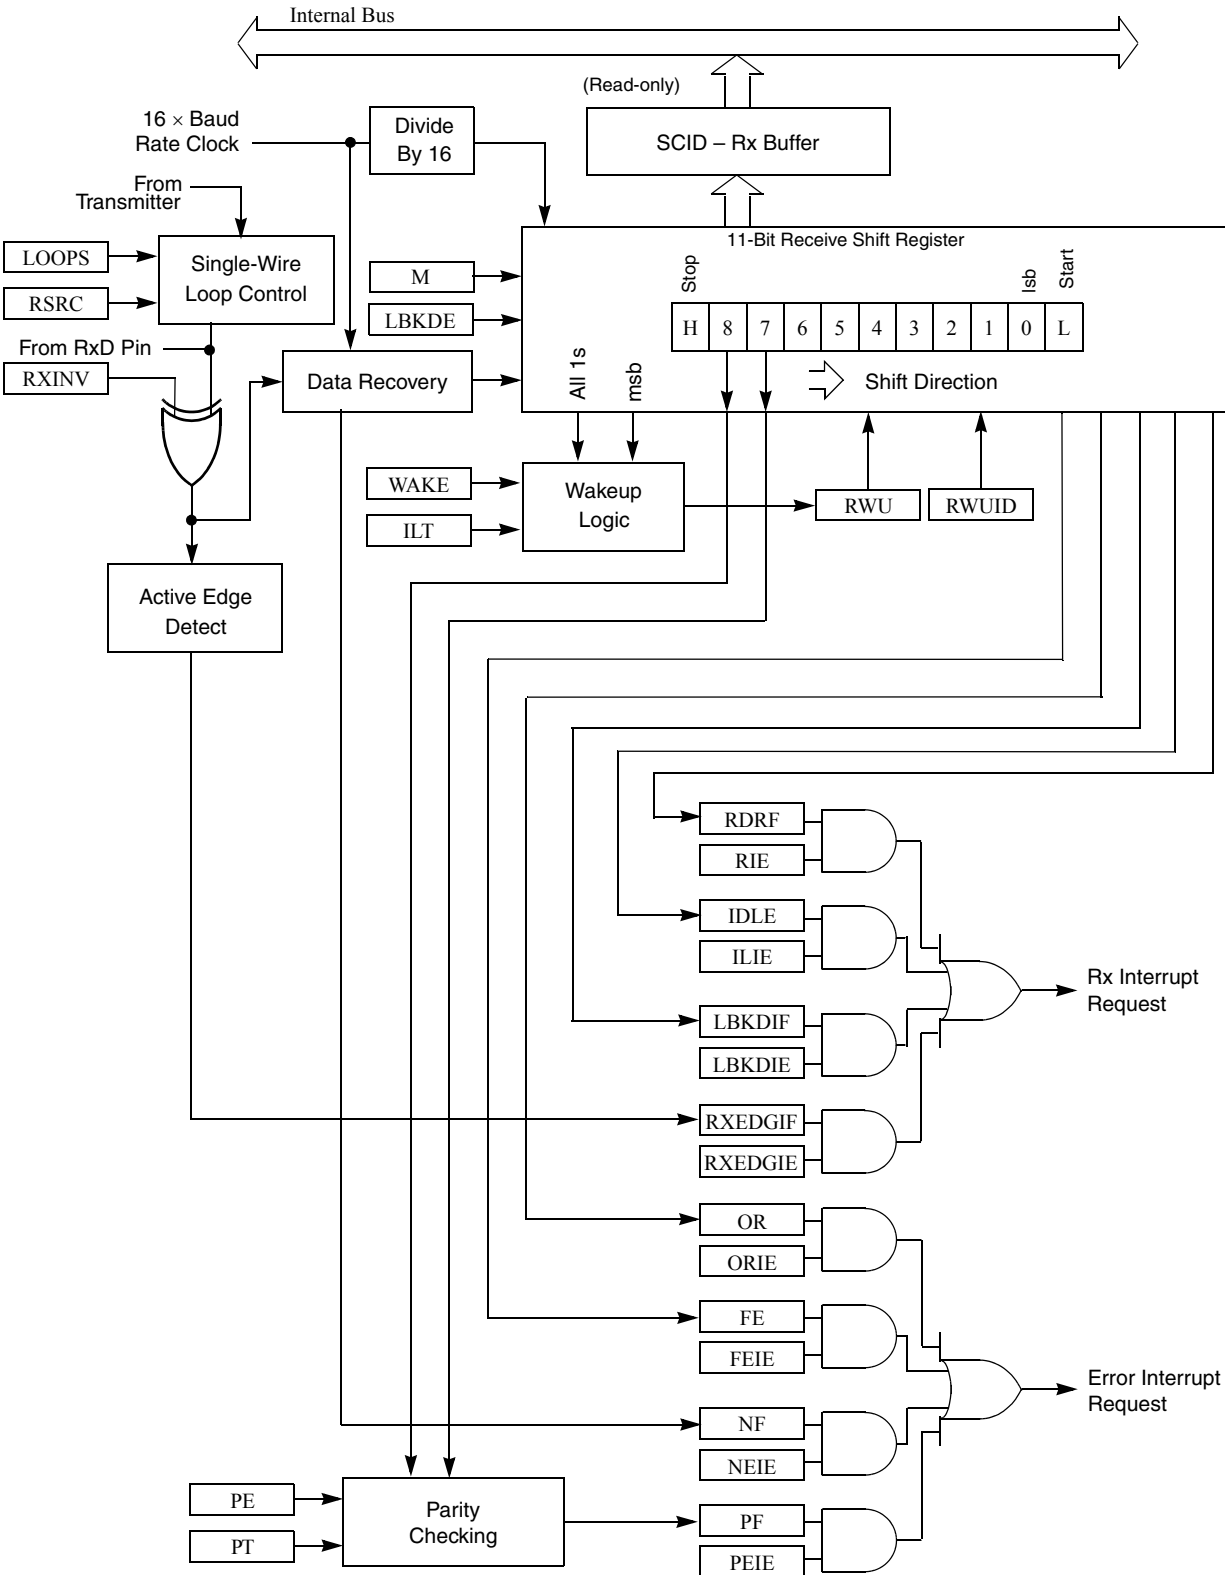 Internal Bus
(Read-only)
16 × Baud
Rate Clock
Divide
By 16
SCID – Rx Buffer
From
Transmitter
11-Bit Receive Shift Register
LOOPS
RSRC
Single-Wire
Loop Control
M
LBKDE
Stop
lsb
Start
H 8 7 6 5 4 3 2 1 0 L
From RxD Pin
RXINV
Data Recovery
All 1s
msb
Shift Direction
WAKE
ILT
Wakeup
Logic
RWU
RWUID
Active Edge
Detect
RDRF
RIE
IDLE
ILIE
Rx Interrupt
Request
LBKDIF
LBKDIE
RXEDGIF
RXEDGIE
OR
ORIE
FE
FEIE
Error Interrupt
Request
NF
NEIE
PE
PT
Parity
Checking
PF
PEIE